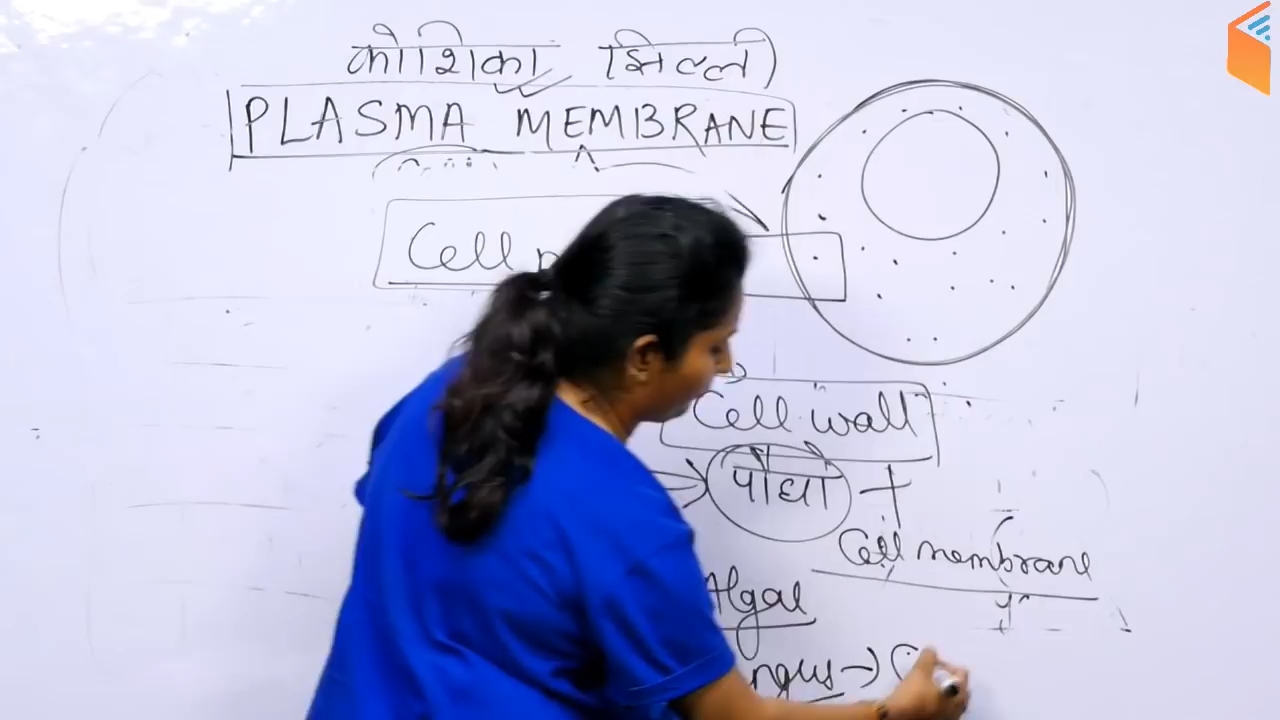 कोशिका झिल्ली
PLASMA MEMBRANE
Cell
Cell wall
पौधा +
Cell membrane
Algae